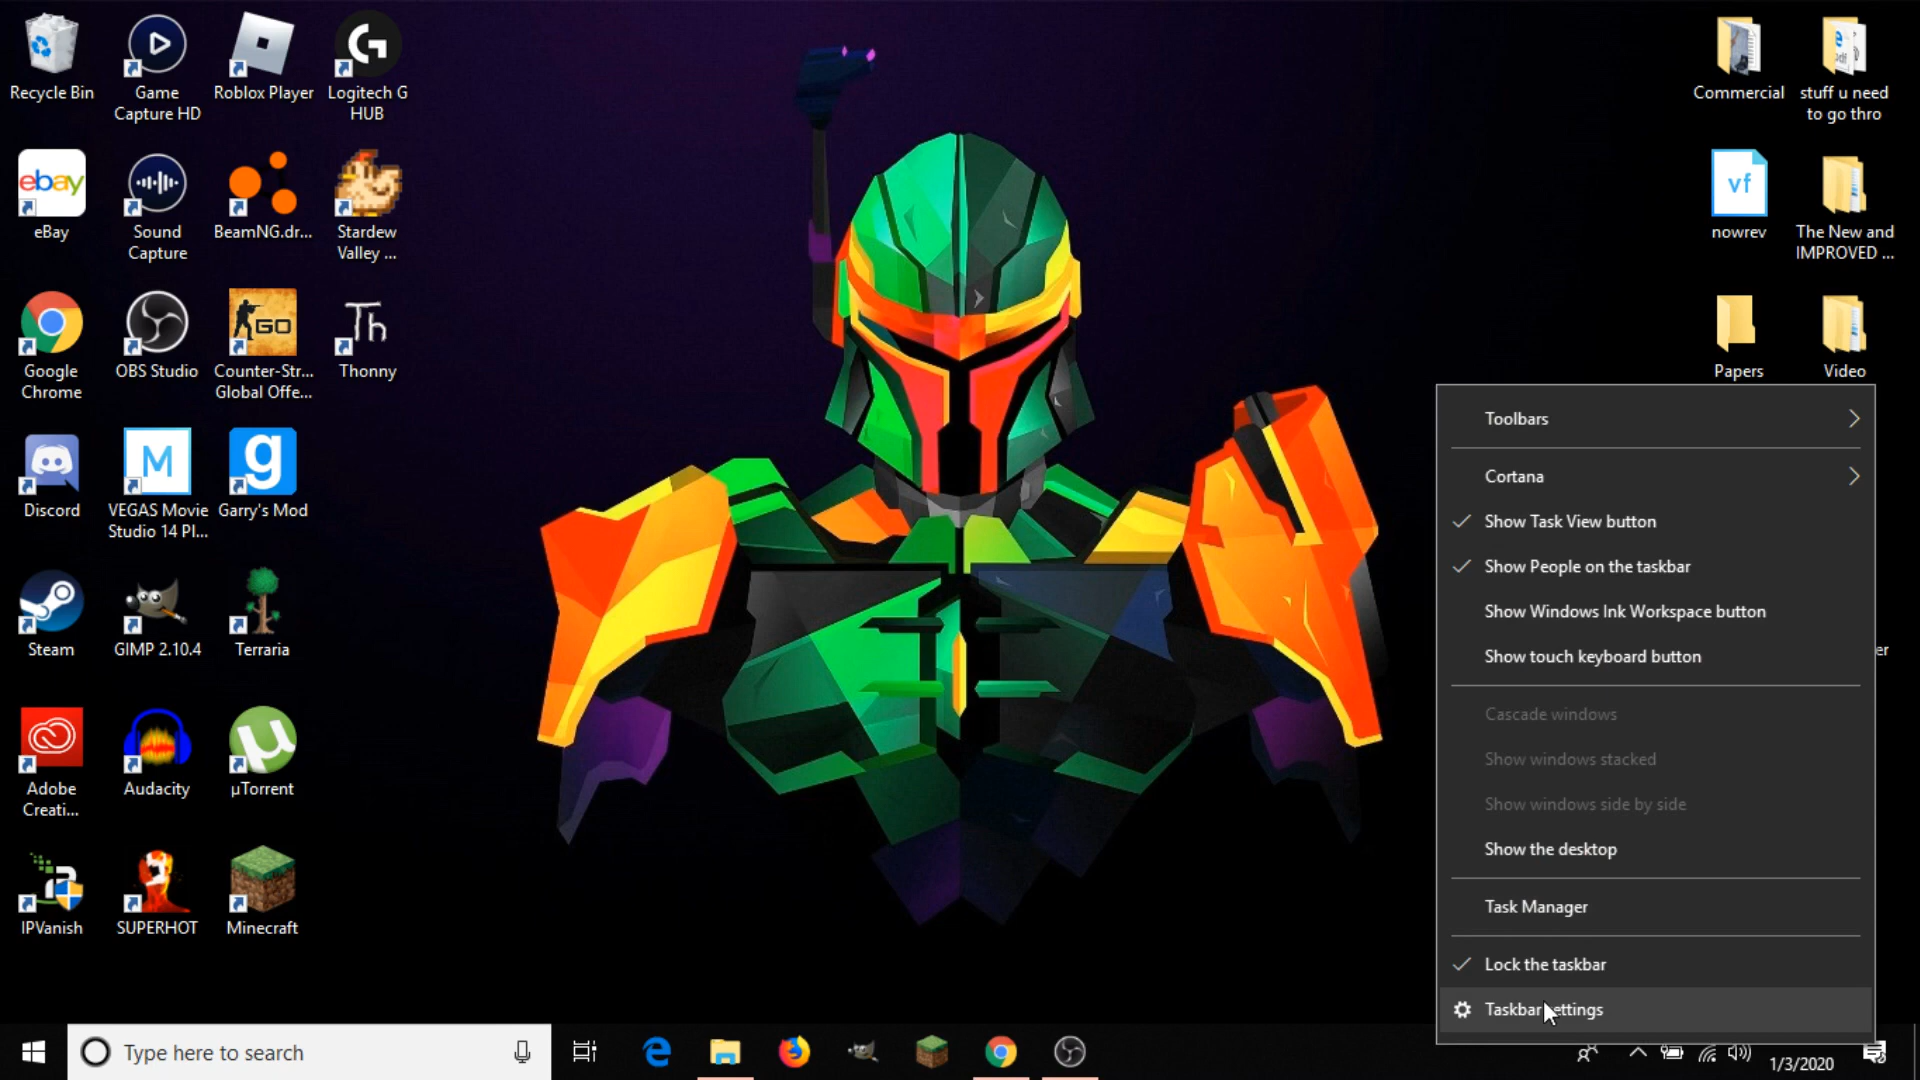 Recycle Bin
Game
Capture HD
Roblox Player
Logitech G
HUB
Commercial
stuff u need
to go thro
ebay
eBay
Sound
Capture
BeamNG.dr...
Stardew
Valley ...
vf
nowrev
The New and
IMPROVED ...
Google
Chrome
OBS Studio
GO
Counter-Str...
Global Offe...
Th
Thonny
Papers
Video
Discord
M
VEGAS Movie
Studio 14 Pl...
g
Garry's Mod
Steam
GIMP 2.10.4
Terraria
er
Adobe
Creati...
Audacity
µ
µTorrent
IPVanish
SUPERHOT
Minecraft
Toolbars
Cortana
Show Task View button
Show People on the taskbar
Show Windows Ink Workspace button
Show touch keyboard button
Cascade windows
Show windows stacked
Show windows side by side
Show the desktop
Task Manager
Lock the taskbar
Taskbar settings
Type here to search
1/3/2020